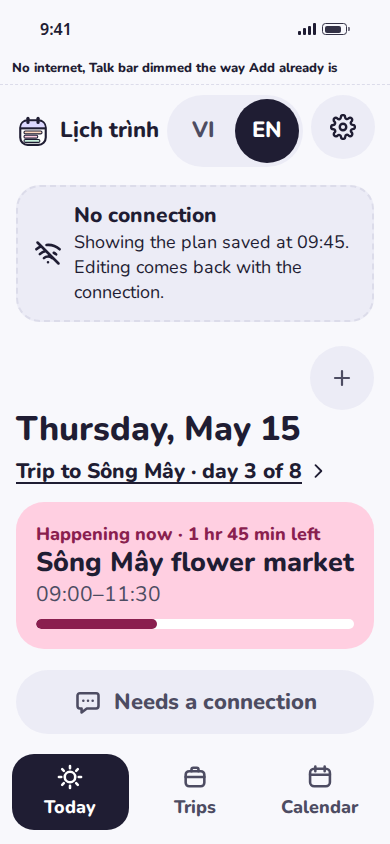 9:41
No internet, Talk bar dimmed the way Add already is
Lịch trình
VI
EN
No connection
Showing the plan saved at 09:45.
Editing comes back with the
connection.
Thursday, May 15
Trip to Sông Mây · day 3 of 8
Happening now · 1 hr 45 min left
Sông Mây flower market
09:00–11:30
Needs a connection
Today
Trips
Calendar